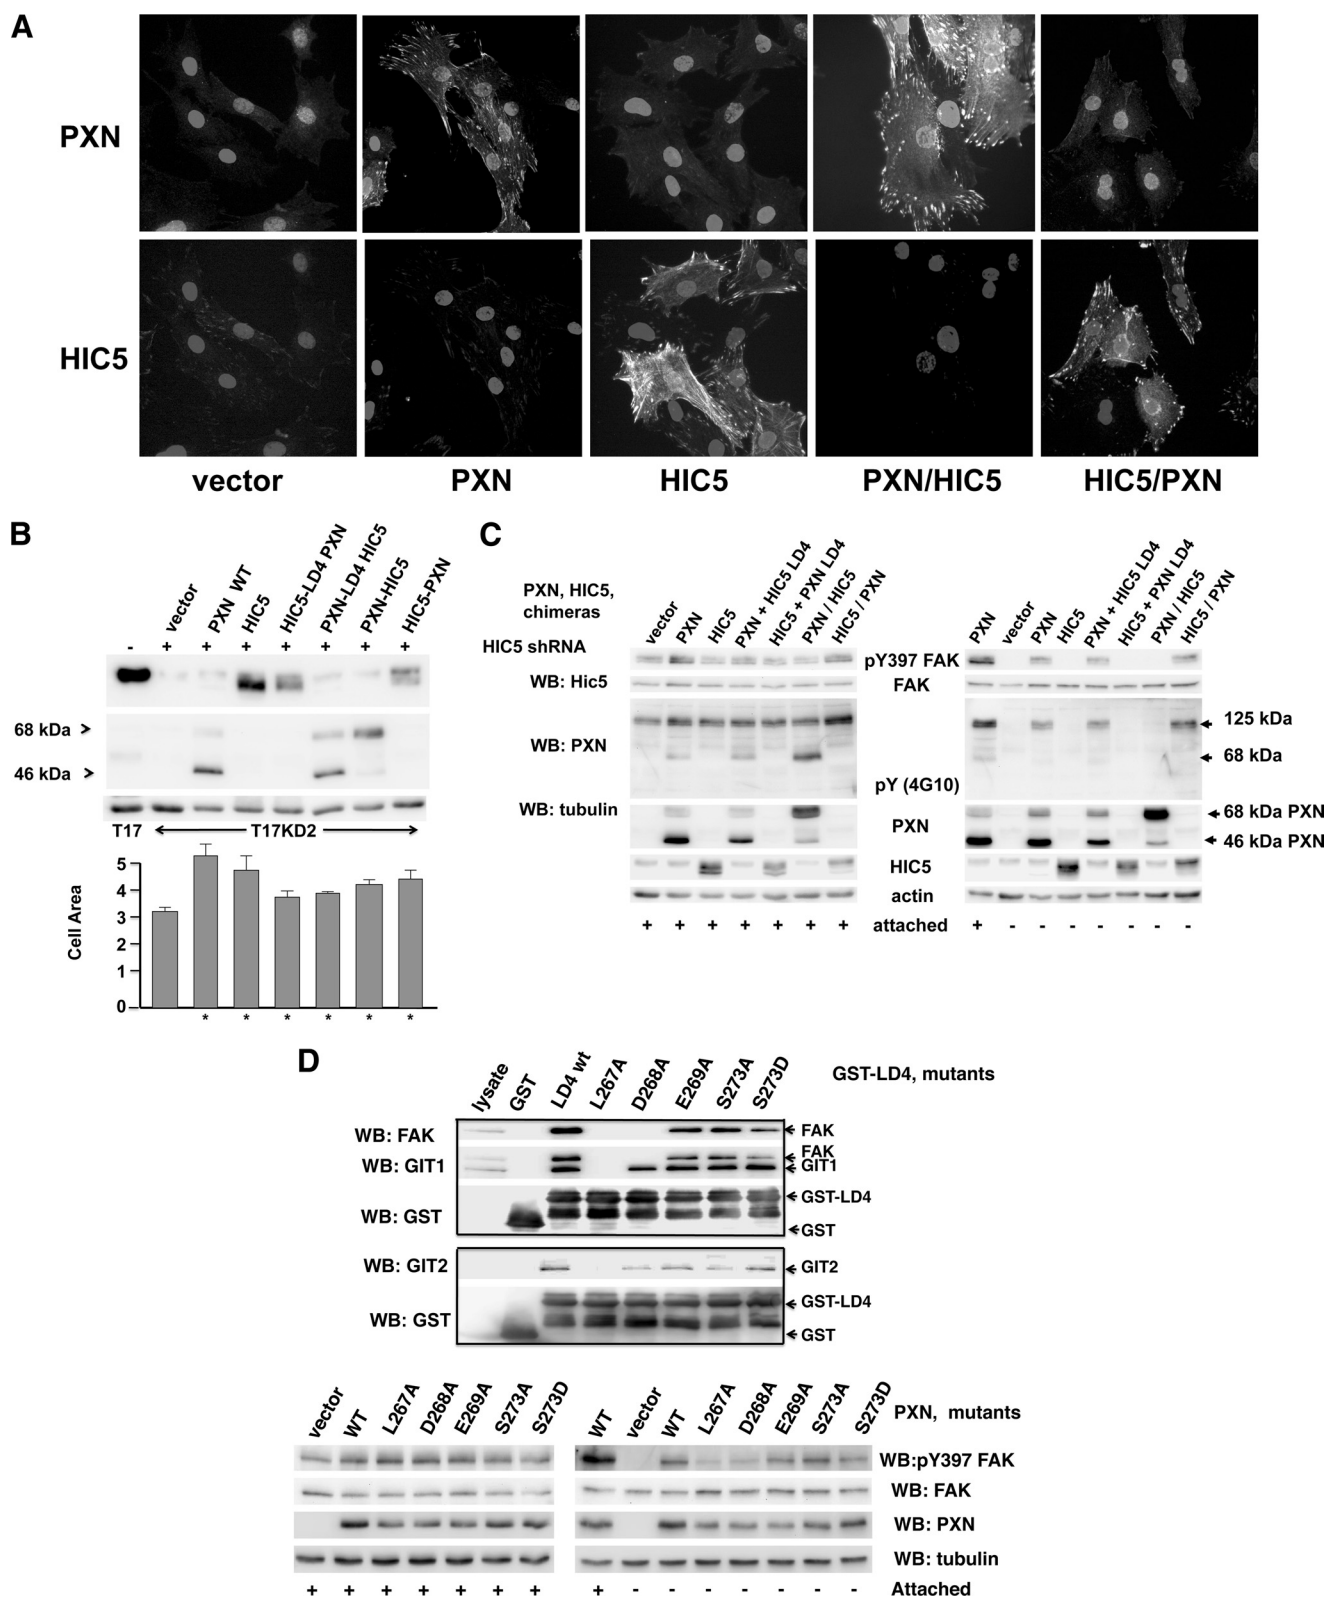 A
PXN
HIC5
vector PXN HIC5 PXN/HIC5 HIC5/PXN
B
vector
PXN WT
HIC5
HIC5-LD4 PXN
PXN-LD4 HIC5
PXN-HIC5
HIC5-PXN
- + + + + + + +
68 kDa >
46 kDa >
T17 T17KD2
Cell Area
5
4
3
2
1
0
* * * * * *
C
PXN, HIC5,
chimeras
HIC5 shRNA
WB: Hic5
WB: PXN
WB: tubulin
vector
PXN
HIC5
PXN + HIC5 LD4
HIC5 + PXN LD4
PXN / HIC5
HIC5 / PXN
PXN
vector
PXN
HIC5
PXN + HIC5 LD4
HIC5 + PXN LD4
PXN / HIC5
HIC5 / PXN
pY397 FAK
FAK
125 kDa
68 kDa
pY (4G10)
68 kDa PXN
PXN
46 kDa PXN
HIC5
actin
+ + + + + + + attached + - - - - - - -
D
lysate
GST
LD4 wt
L267A
D268A
E269A
S273A
S273D
GST-LD4, mutants
WB: FAK FAK
FAK
WB: GIT1 GIT1
GST-LD4
WB: GST
GST
WB: GIT2 GIT2
GST-LD4
WB: GST
GST
vector
WT
L267A
D268A
E269A
S273A
S273D
WT
vector
WT
L267A
D268A
E269A
S273A
S273D
PXN, mutants
WB:pY397 FAK
WB: FAK
WB: PXN
WB: tubulin
+ + + + + + + + - - - - - - - Attached